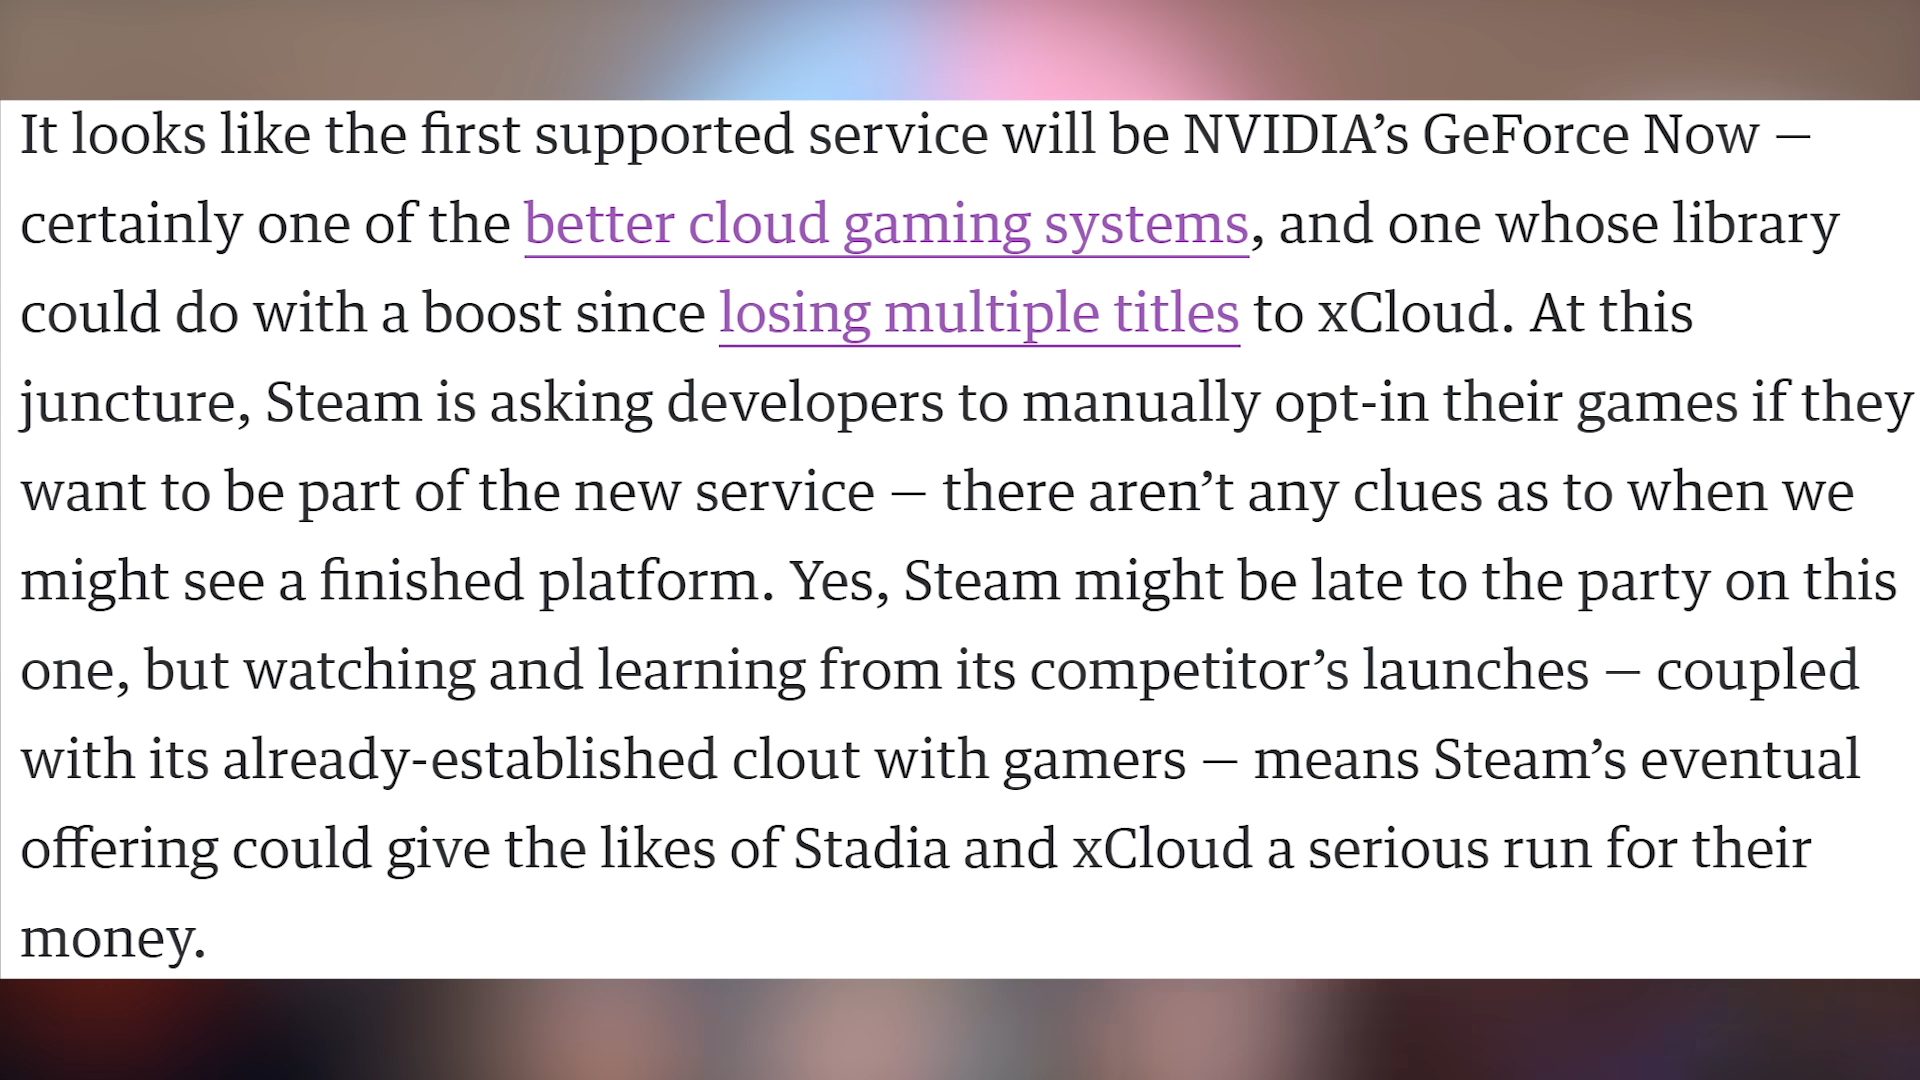 It looks like the first supported service will be NVIDIA’s GeForce Now —
certainly one of the better cloud gaming systems, and one whose library
could do with a boost since losing multiple titles to xCloud. At this
juncture, Steam is asking developers to manually opt-in their games if they
want to be part of the new service — there aren’t any clues as to when we
might see a finished platform. Yes, Steam might be late to the party on this
one, but watching and learning from its competitor’s launches — coupled
with its already-established clout with gamers — means Steam’s eventual
offering could give the likes of Stadia and xCloud a serious run for their
money.